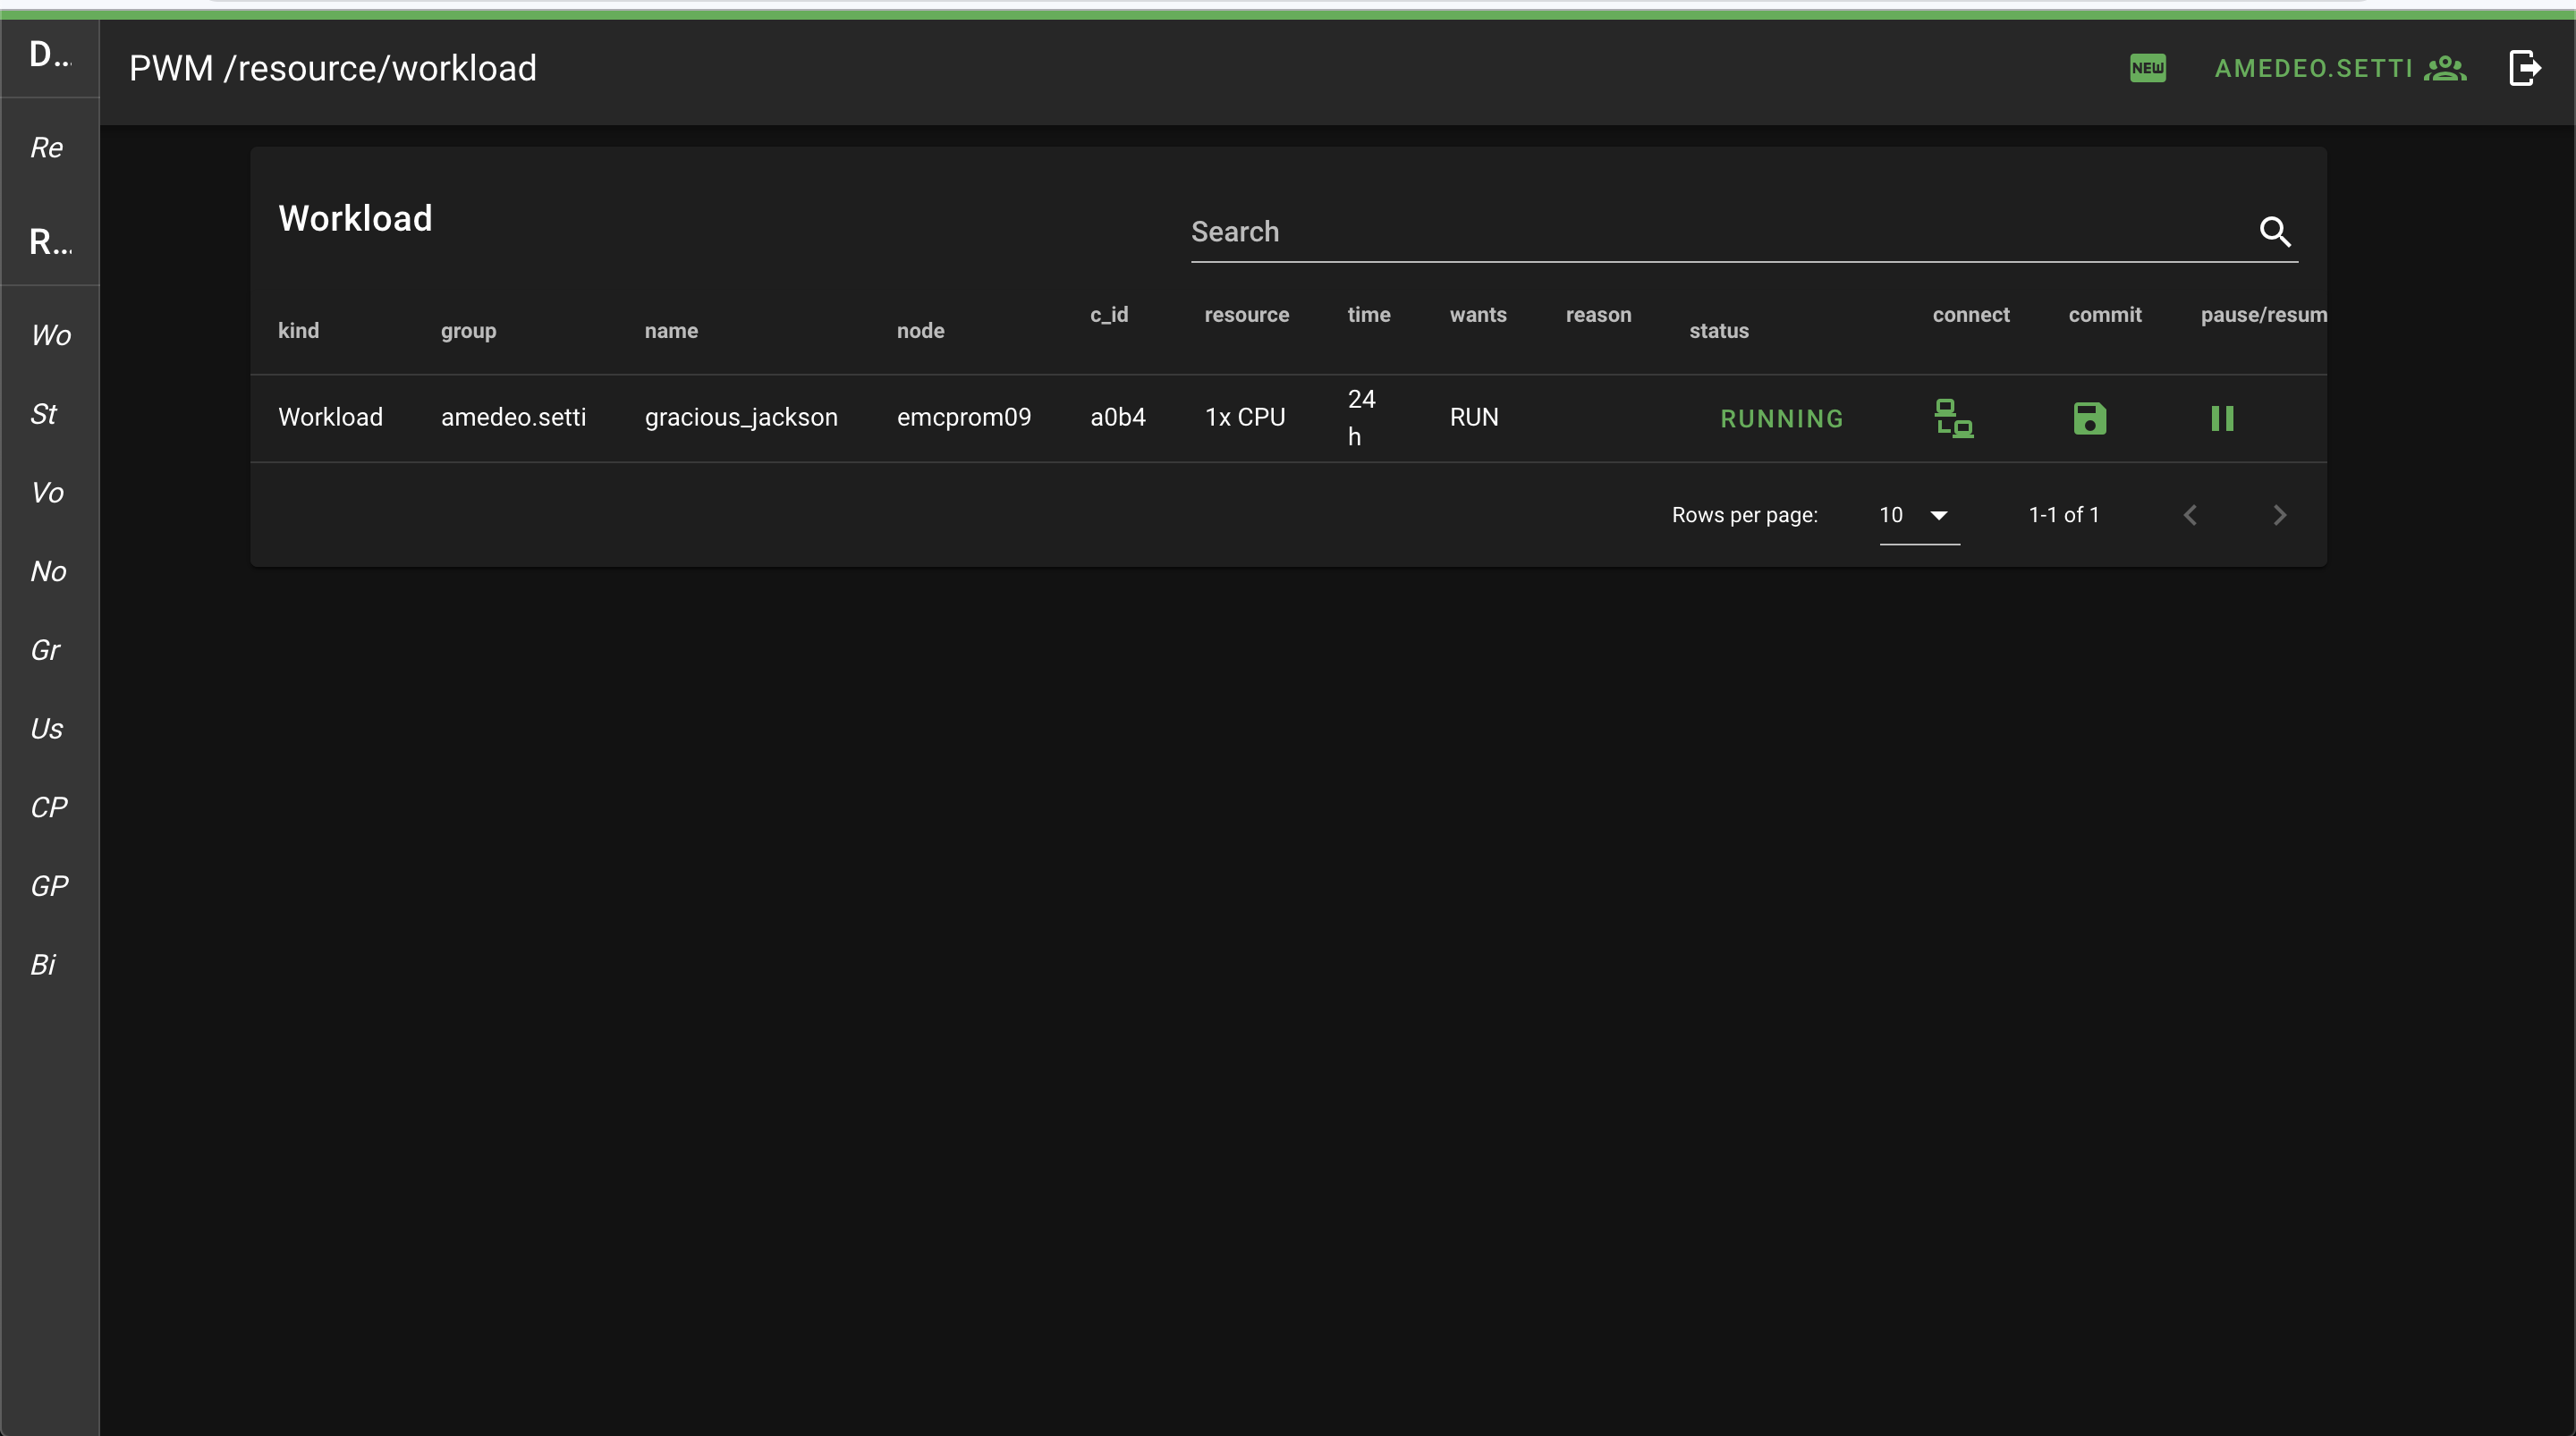 D...
PWM /resource/workload
NEW
AMEDEO.SETTI
Re
R...
Wo
St
Vo
No
Gr
Us
CP
GP
Bi
Workload
Search
kind group name node c_id resource time wants reason status connect commit pause/resum
Workload amedeo.setti gracious_jackson emcprom09 a0b4 1x CPU 24 h RUN RUNNING
Rows per page: 10 1-1 of 1